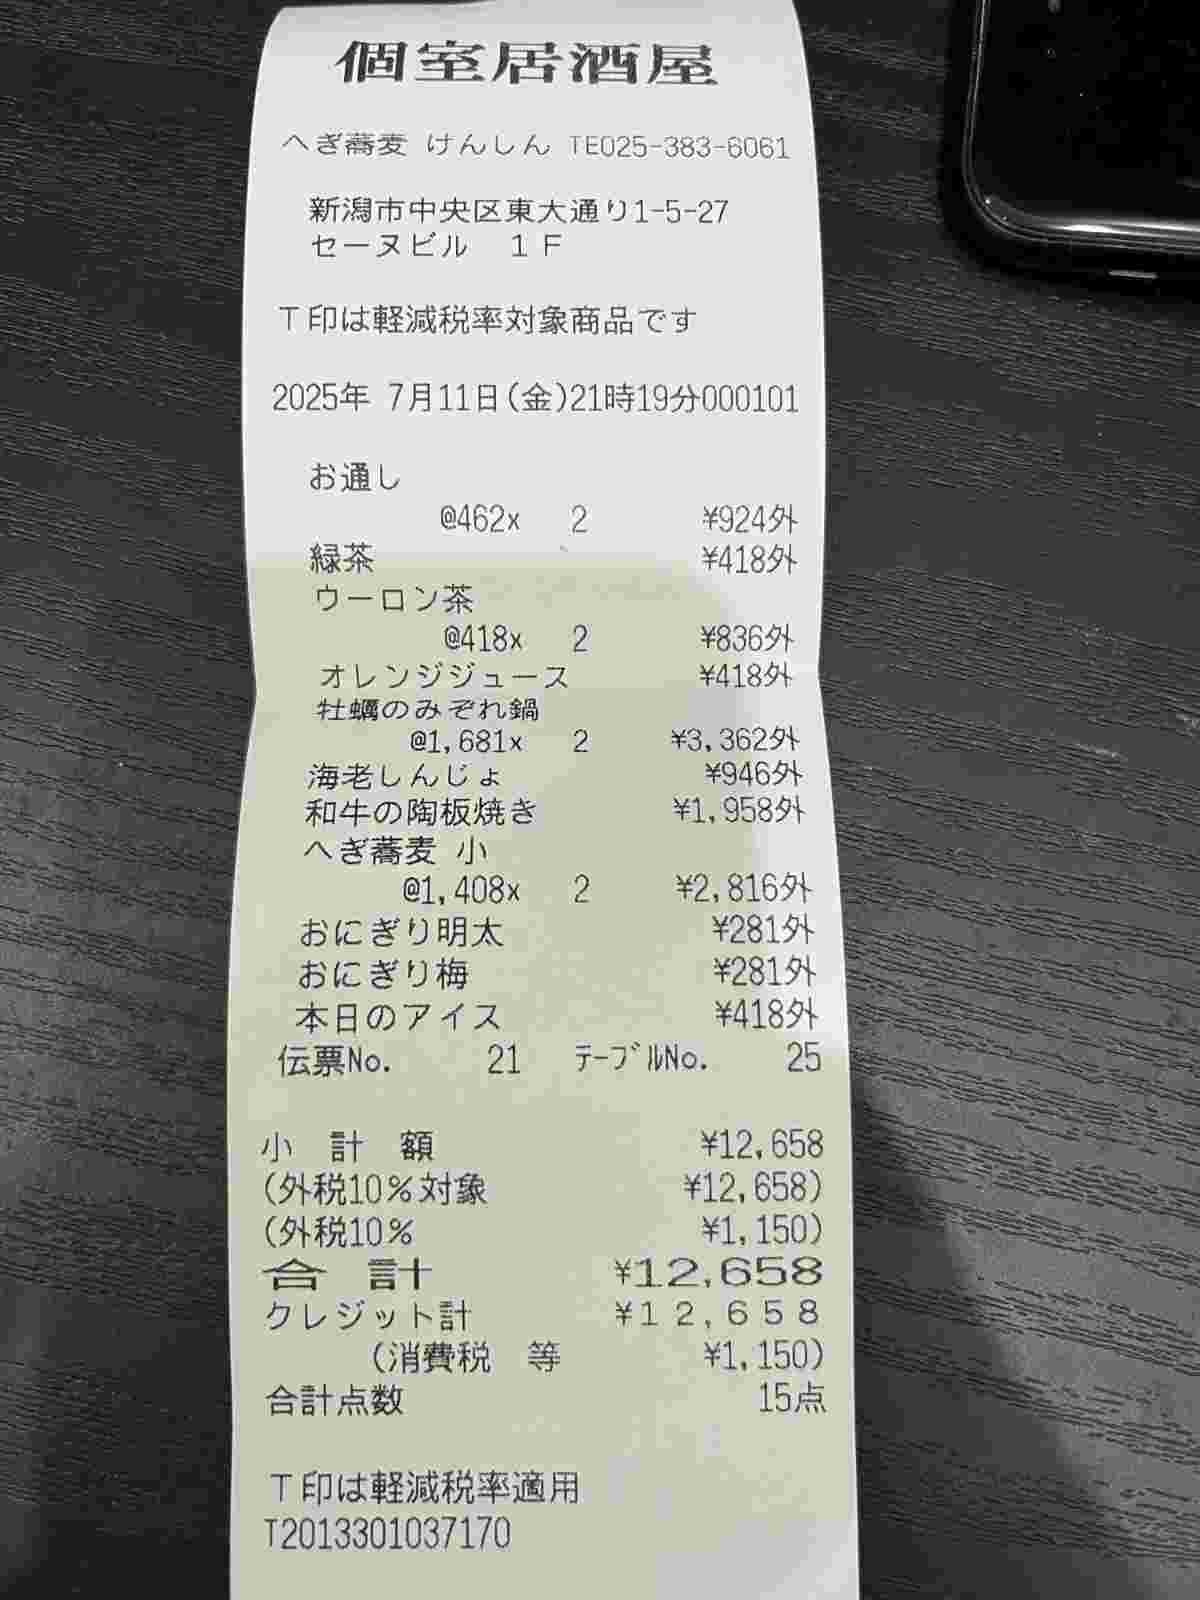 個室居酒屋
へぎ蕎麦 けんしん TE025-383-6061
新潟市中央区東大通り1-5-27
セーヌビル 1F
T印は軽減税率対象商品です
2025年 7月11日(金)21時19分000101
お通し
@462x 2 ¥924外
緑茶 ¥418外
ウーロン茶
@418x 2 ¥836外
オレンジジュース ¥418外
牡蠣のみぞれ鍋
@1,681x 2 ¥3,362外
海老しんじょ ¥946外
和牛の陶板焼き ¥1,958外
へぎ蕎麦 小
@1,408x 2 ¥2,816外
おにぎり明太 ¥281外
おにぎり梅 ¥281外
本日のアイス ¥418外
伝票No. 21 テーブルNo. 25
小 計 額 ¥12,658
(外税10%対象 ¥12,658)
(外税10% ¥1,150)
合 計 ¥12,658
クレジット計 ¥12,658
(消費税 等 ¥1,150)
合計点数 15点
T印は軽減税率適用
T2013301037170